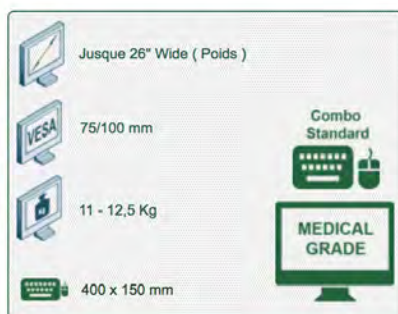 Jusque 26" Wide ( Poids )
VESA
75/100 mm
11 - 12,5 Kg
400 x 150 mm
Combo
Standard
MEDICAL
GRADE